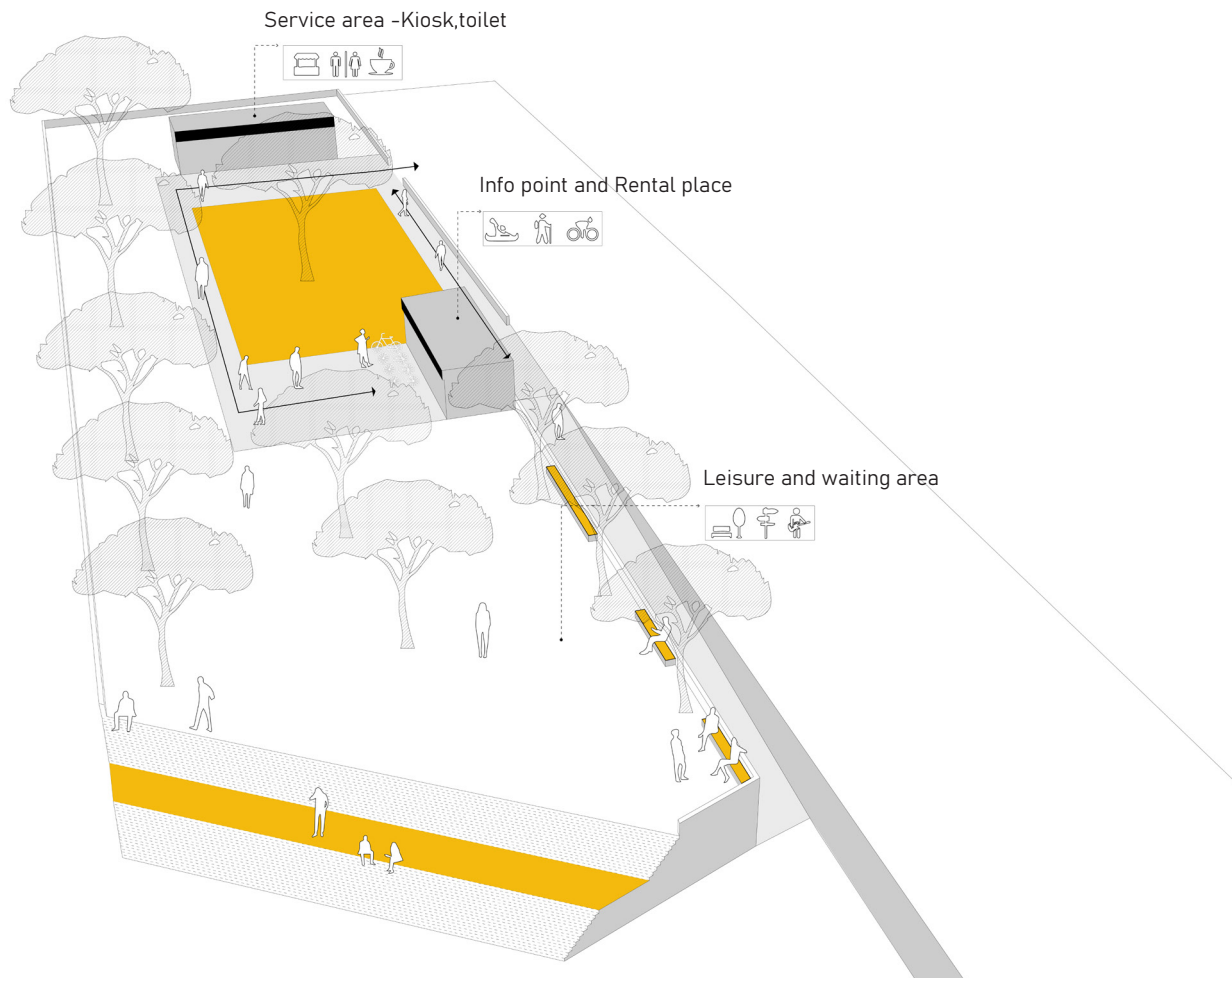 Service area -Kiosk,toilet
Info point and Rental place
Leisure and waiting area